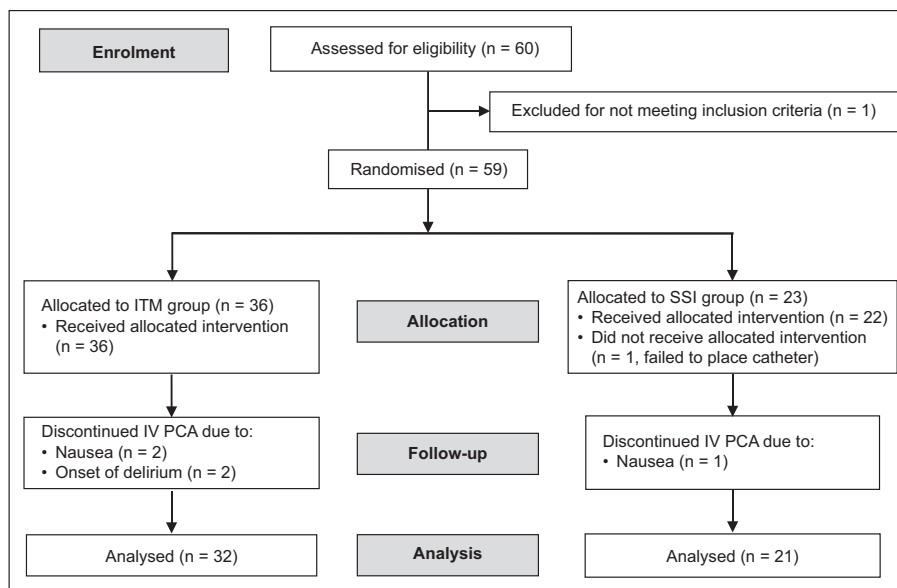 Enrolment
Assessed for eligibility (n = 60)
Excluded for not meeting inclusion criteria (n = 1)
Randomised (n = 59)
Allocated to ITM group (n = 36)
• Received allocated intervention
(n = 36)
Allocation
Allocated to SSI group (n = 23)
• Received allocated intervention (n = 22)
• Did not receive allocated intervention
(n = 1, failed to place catheter)
Discontinued IV PCA due to:
• Nausea (n = 2)
• Onset of delirium (n = 2)
Follow-up
Discontinued IV PCA due to:
• Nausea (n = 1)
Analysed (n = 32)
Analysis
Analysed (n = 21)